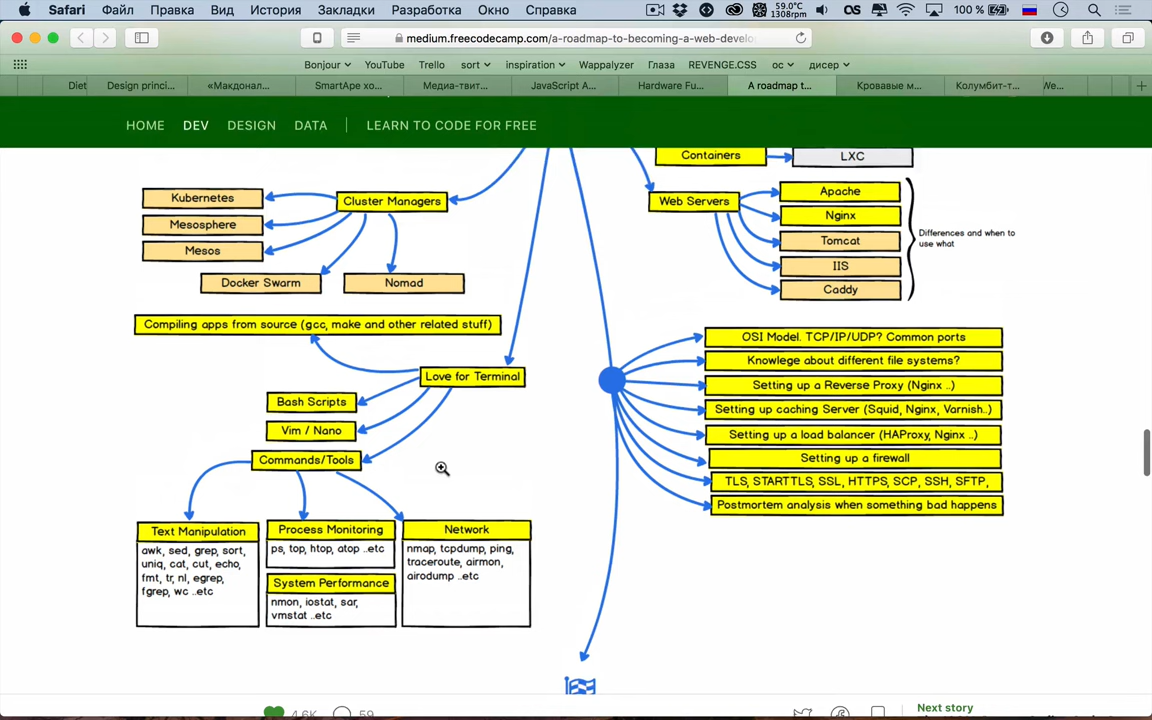 Safari Файл Правка Вид История Закладки Разработка Окно Справка 59.0°C 1308rpm 100 %
medium.freecodecamp.com/a-roadmap-to-becoming-a-web-develo
Bonjour YouTube Trello sort inspiration Wappalyzer Глаза REVENGE.CSS ос дисер
Diet Design princi... «Макдонал... SmartApe хо... Медиа-твит... JavaScript A... Hardware Fu... A roadmap t... Кровавые м... Колумбит-т... We...
HOME DEV DESIGN DATA LEARN TO CODE FOR FREE
Containers LXC
Kubernetes
Cluster Managers
Mesosphere
Mesos
Docker Swarm
Nomad
Web Servers
Apache
Nginx
Tomcat
IIS
Caddy
Differences and when to
use what
Compiling apps from source (gcc, make and other related stuff)
Love for Terminal
Bash Scripts
Vim / Nano
Commands/Tools
OSI Model. TCP/IP/UDP? Common ports
Knowlege about different file systems?
Setting up a Reverse Proxy (Nginx ..)
Setting up caching Server (Squid, Nginx, Varnish..)
Setting up a load balancer (HAProxy, Nginx ..)
Setting up a firewall
TLS, STARTTLS, SSL, HTTPS, SCP, SSH, SFTP,
Postmortem analysis when something bad happens
Text Manipulation
awk, sed, grep, sort,
uniq, cat, cut, echo,
fmt, tr, nl, egrep,
fgrep, wc ..etc
Process Monitoring
ps, top, htop, atop ..etc
System Performance
nmon, iostat, sar,
vmstat ..etc
Network
nmap, tcpdump, ping,
traceroute, airmon,
airodump ..etc
4.6K 59
Next story